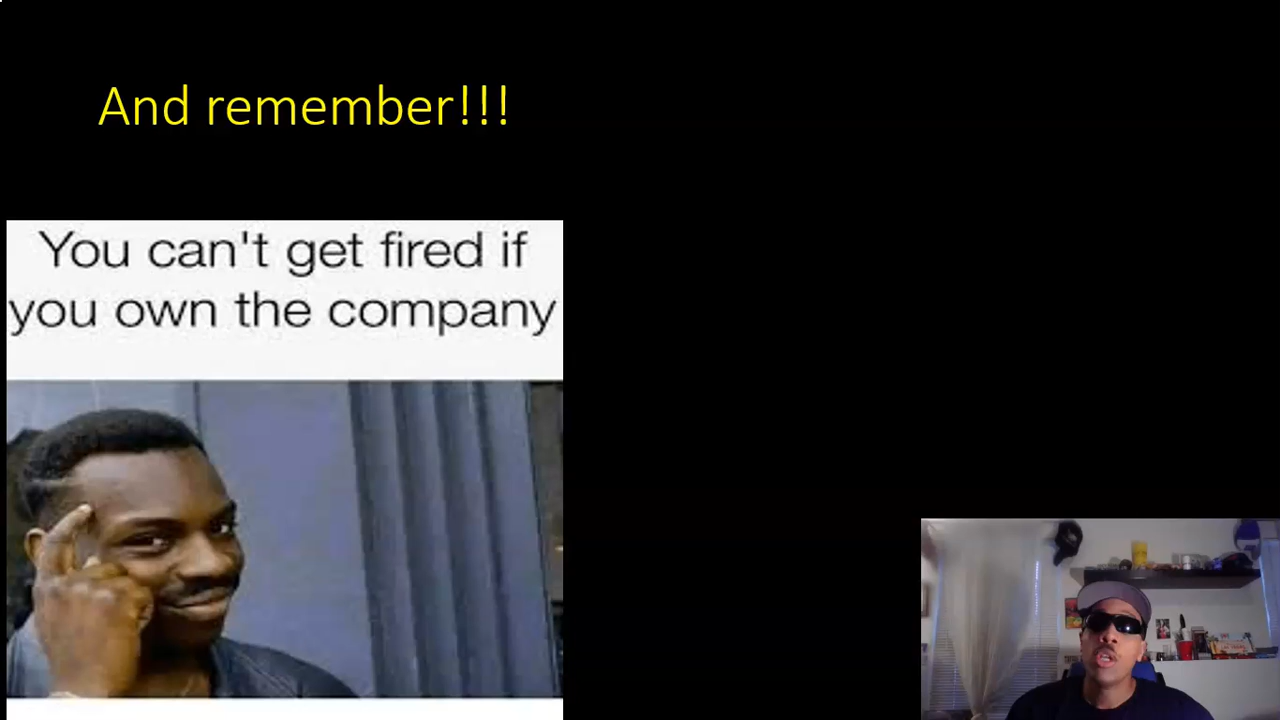 And remember!!!
You can't get fired if
you own the company